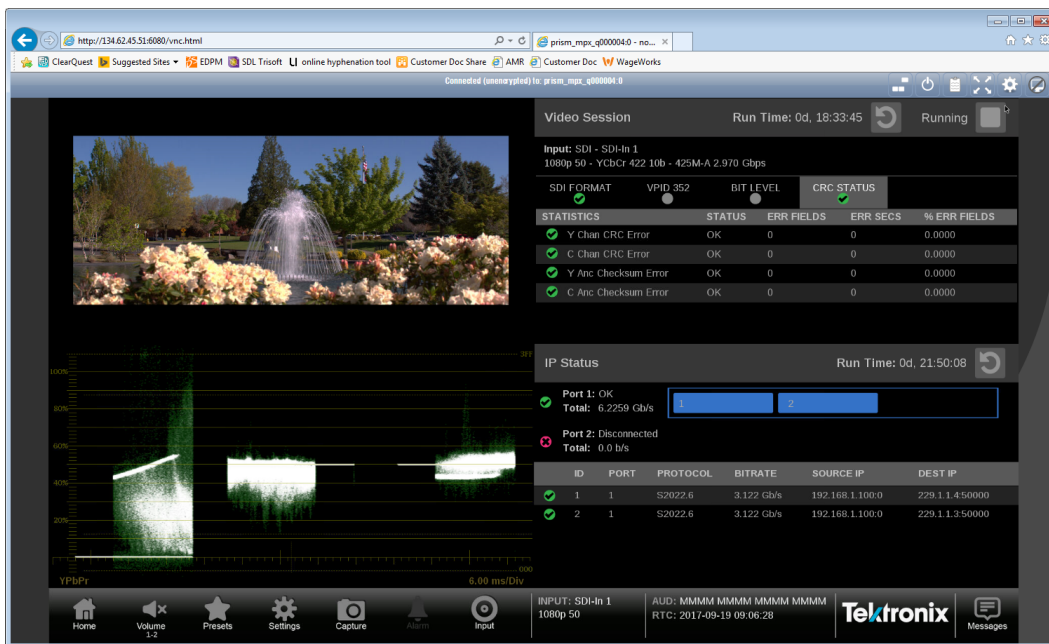 http://134.62.45.51:6080/vnc.html
prism_mpx_q000004:0 - no...
ClearQuest Suggested Sites EDPM SDL Trisoft LI online hyphenation tool Customer Doc Share AMR Customer Doc WageWorks
Connected (unencrypted) to: prism_mpx_q000004:0
Video Session Run Time: 0d, 18:33:45 Running
Input: SDI - SDI-In 1
1080p 50 - YCbCr 422 10b - 425M-A 2.970 Gbps
SDI FORMAT VPID 352 BIT LEVEL CRC STATUS
STATISTICS STATUS ERR FIELDS ERR SECS % ERR FIELDS
Y Chan CRC Error OK 0 0 0.0000
C Chan CRC Error OK 0 0 0.0000
Y Anc Checksum Error OK 0 0 0.0000
C Anc Checksum Error OK 0 0 0.0000
3FF
100%
80%
60%
40%
20%
000
YPbPr 6.00 ms/Div
IP Status Run Time: 0d, 21:50:08
Port 1: OK
Total: 6.2259 Gb/s
1 2
Port 2: Disconnected
Total: 0.0 b/s
ID PORT PROTOCOL BITRATE SOURCE IP DEST IP
1 1 S2022.6 3.122 Gb/s 192.168.1.100:0 229.1.1.4:50000
2 1 S2022.6 3.122 Gb/s 192.168.1.100:0 229.1.1.3:50000
Home Volume Presets Settings Capture Alarm Input
1-2
INPUT: SDI-In 1
1080p 50
AUD: MMMM MMMM MMMM MMMM
RTC: 2017-09-19 09:06:28
Tektronix
Messages